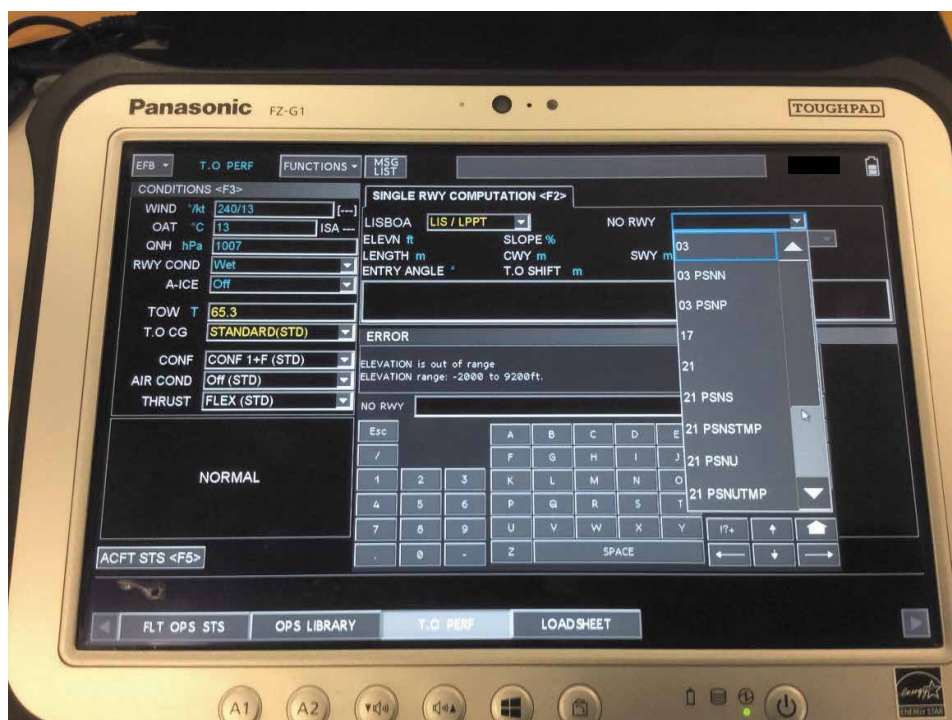 Panasonic FZ-G1
TOUGHPAD
EFB T.O PERF FUNCTIONS MSG LIST
CONDITIONS <F3>
WIND °/kt 240/13 [---]
OAT °C 13 ISA ---
QNH hPa 1007
RWY COND Wet
A-ICE Off
TOW T 65.3
T.O CG STANDARD(STD)
CONF CONF 1+F (STD)
AIR COND Off (STD)
THRUST FLEX (STD)
NORMAL
ACFT STS <F5>
SINGLE RWY COMPUTATION <F2>
LISBOA LIS / LPPT NO RWY
ELEVN ft SLOPE %
LENGTH m CWY m SWY m
ENTRY ANGLE ° T.O SHIFT m
ERROR
ELEVATION is out of range
ELEVATION range: -2000 to 9200ft.
NO RWY
03
03 PSNN
03 PSNP
17
21
21 PSNS
21 PSNSTMP
21 PSNU
21 PSNUTMP
Esc A B C D E
/ F G H I J
1 2 3 K L M N O
4 5 6 P Q R S T
7 8 9 U V W X Y !?+
. 0 - Z SPACE
FLT OPS STS OPS LIBRARY T.O PERF LOADSHEET
A1 A2
energy
ENERGY STAR